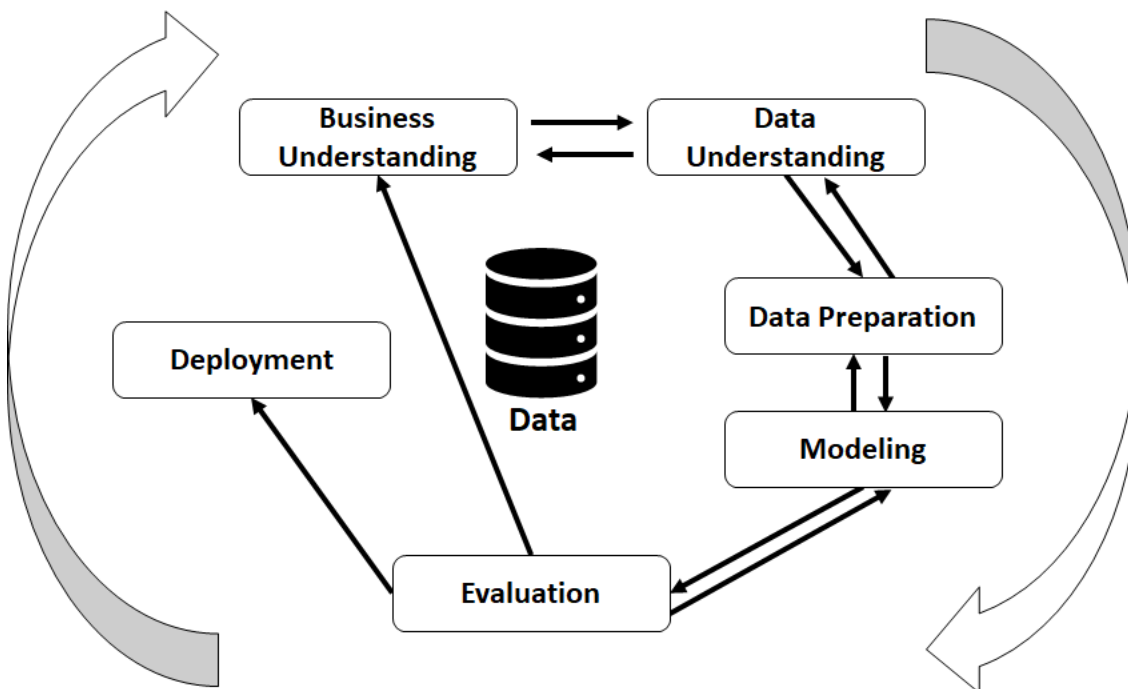 Business
Understanding
Data
Understanding
Data Preparation
Deployment
Data
Modeling
Evaluation